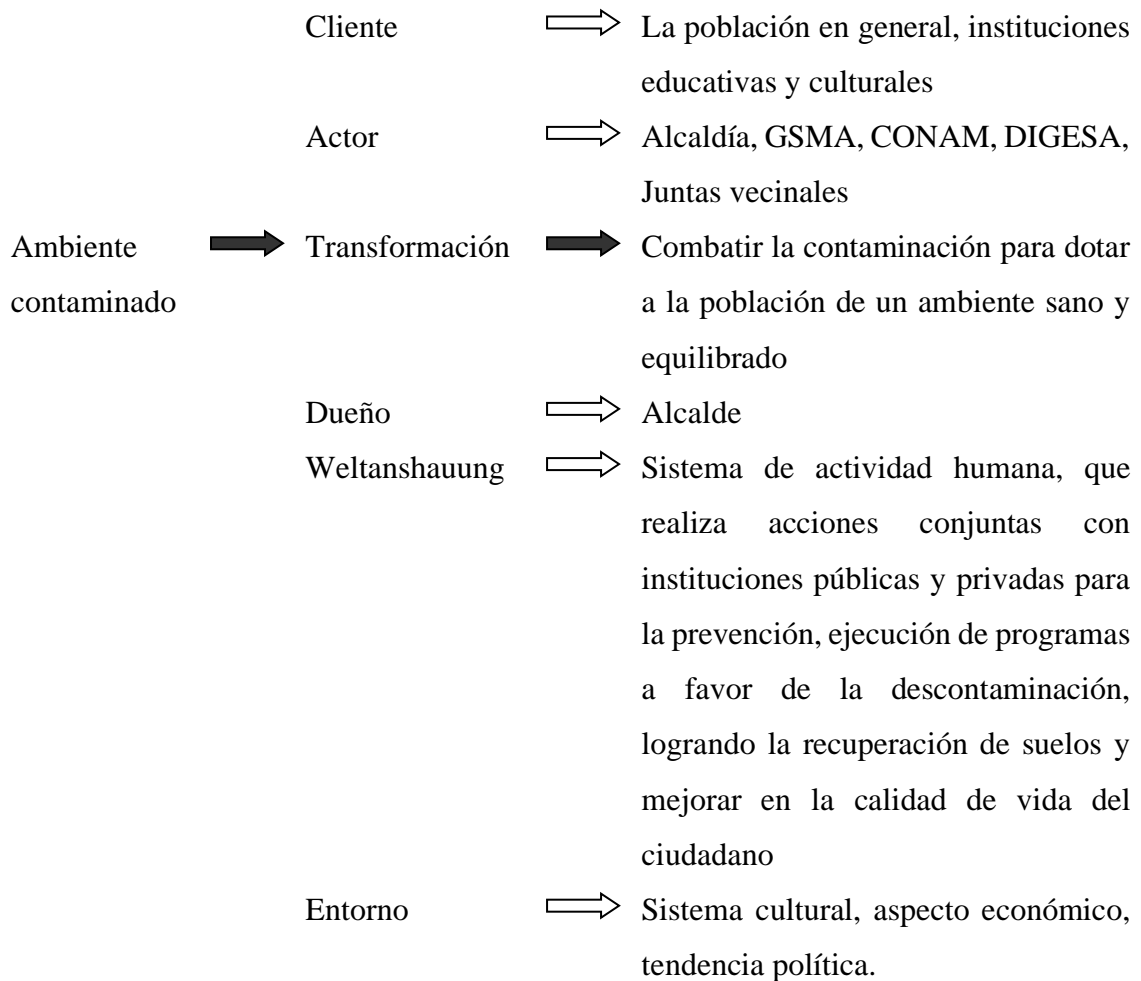 Cliente La población en general, instituciones
educativas y culturales
Actor Alcaldía, GSMA, CONAM, DIGESA,
Juntas vecinales
Ambiente Transformación Combatir la contaminación para dotar
contaminado a la población de un ambiente sano y
equilibrado
Dueño Alcalde
Weltanshauung Sistema de actividad humana, que
realiza acciones conjuntas con
instituciones públicas y privadas para
la prevención, ejecución de programas
a favor de la descontaminación,
logrando la recuperación de suelos y
mejorar en la calidad de vida del
ciudadano
Entorno Sistema cultural, aspecto económico,
tendencia política.